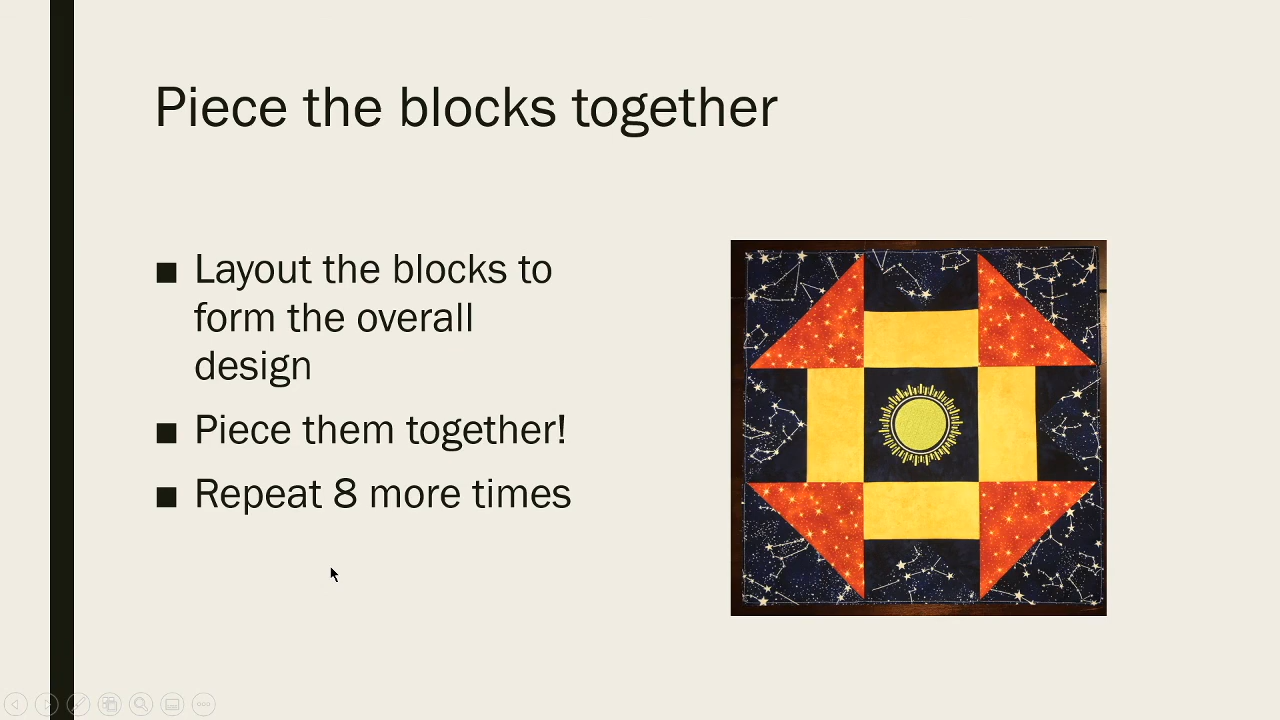 Piece the blocks together
■ Layout the blocks to
form the overall
design
■ Piece them together!
■ Repeat 8 more times